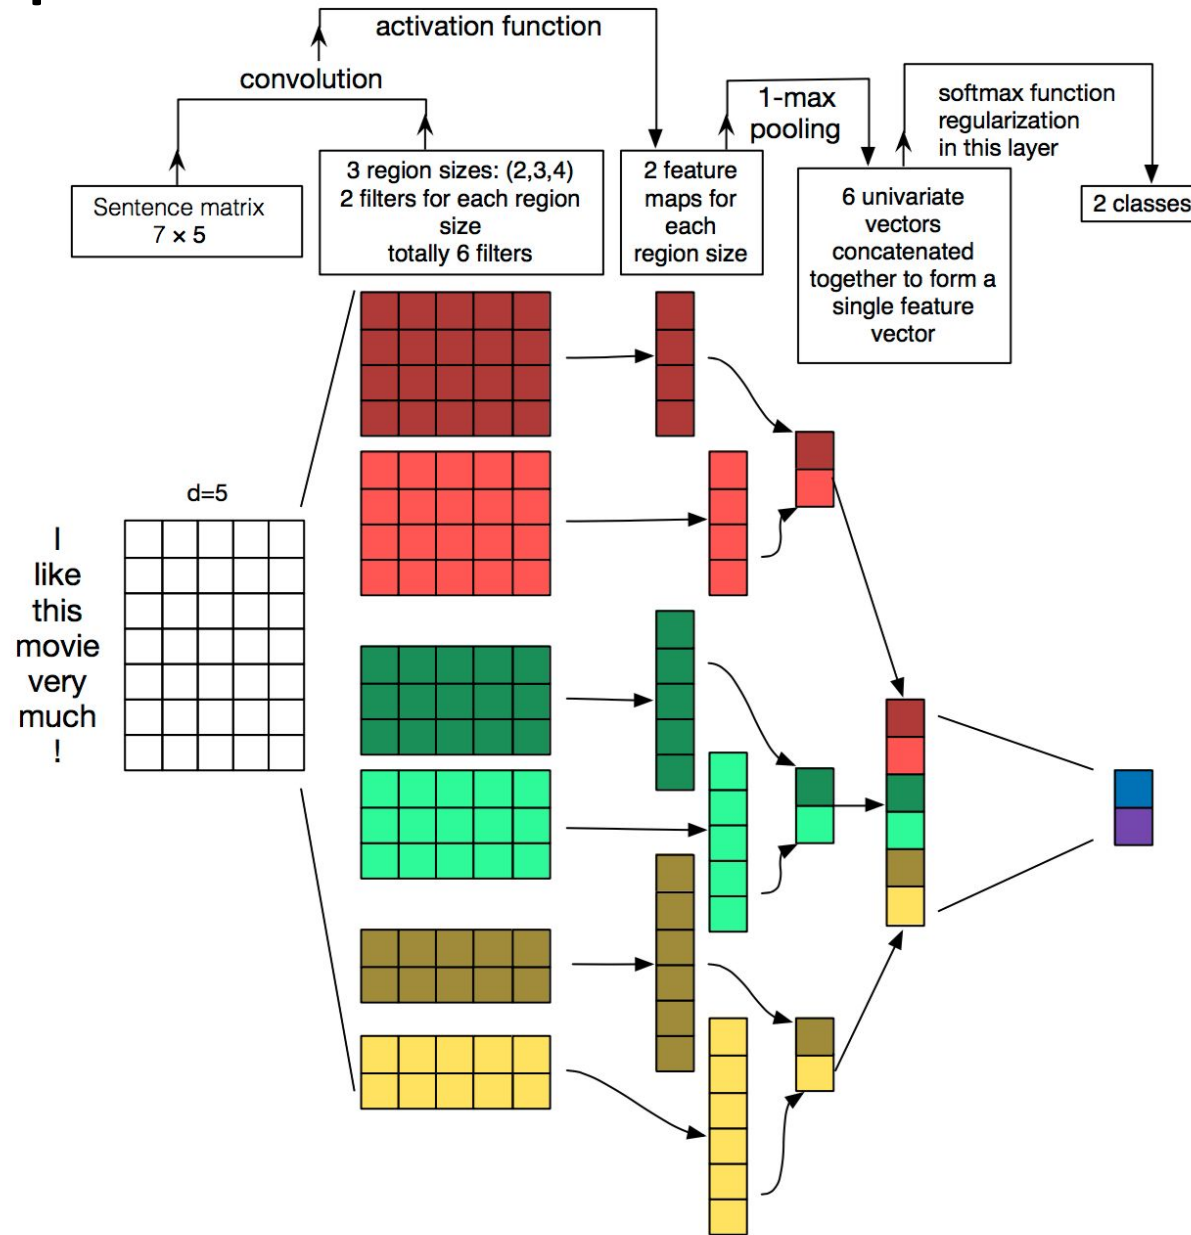 activation function
convolution
1-max
pooling
softmax function
regularization
in this layer
Sentence matrix
7 × 5
3 region sizes: (2,3,4)
2 filters for each region
size
totally 6 filters
2 feature
maps for
each
region size
6 univariate
vectors
concatenated
together to form a
single feature
vector
2 classes
d=5
I
like
this
movie
very
much
!